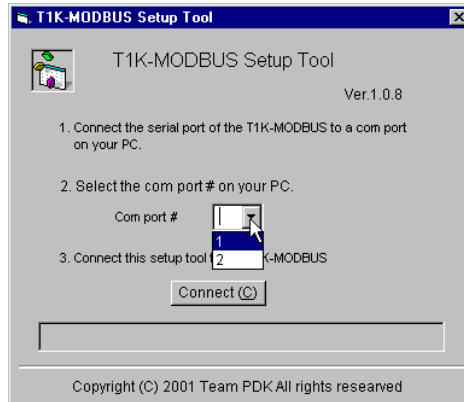 T1K-MODBUS Setup Tool
T1K-MODBUS Setup Tool
Ver.1.0.8
1. Connect the serial port of the T1K-MODBUS to a com port
on your PC.
2. Select the com port # on your PC.
Com port #
1
2
3. Connect this setup tool K-MODBUS
Connect (C)
Copyright (C) 2001 Team PDK All rights researved